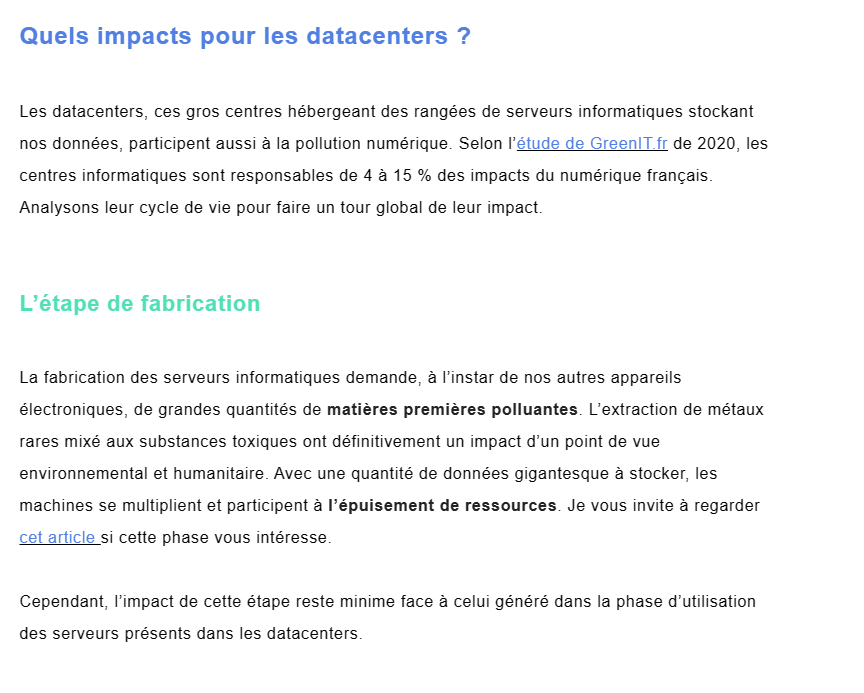 Quels impacts pour les datacenters ?
Les datacenters, ces gros centres hébergeant des rangées de serveurs informatiques stockant
nos données, participent aussi à la pollution numérique. Selon l’étude de GreenIT.fr de 2020, les
centres informatiques sont responsables de 4 à 15 % des impacts du numérique français.
Analysons leur cycle de vie pour faire un tour global de leur impact.
L’étape de fabrication
La fabrication des serveurs informatiques demande, à l’instar de nos autres appareils
électroniques, de grandes quantités de matières premières polluantes. L’extraction de métaux
rares mixé aux substances toxiques ont définitivement un impact d’un point de vue
environnemental et humanitaire. Avec une quantité de données gigantesque à stocker, les
machines se multiplient et participent à l’épuisement de ressources. Je vous invite à regarder
cet article si cette phase vous intéresse.
Cependant, l’impact de cette étape reste minime face à celui généré dans la phase d’utilisation
des serveurs présents dans les datacenters.